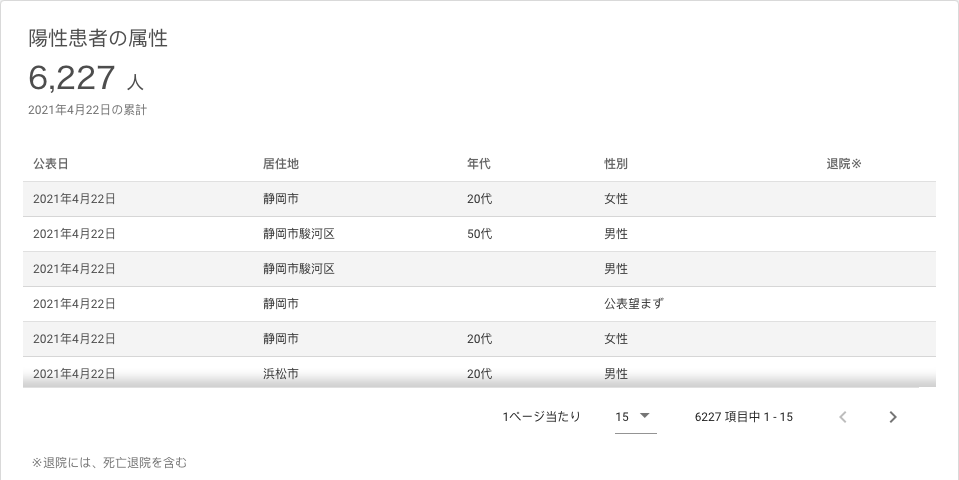 陽性患者の属性
6,227 人
2021年4月22日の累計
公表日 居住地 年代 性別 退院※
2021年4月22日 静岡市 20代 女性
2021年4月22日 静岡市駿河区 50代 男性
2021年4月22日 静岡市駿河区 男性
2021年4月22日 静岡市 公表望まず
2021年4月22日 静岡市 20代 女性
2021年4月22日 浜松市 20代 男性
1ページ当たり 15 6227 項目中 1 - 15
※退院には、死亡退院を含む